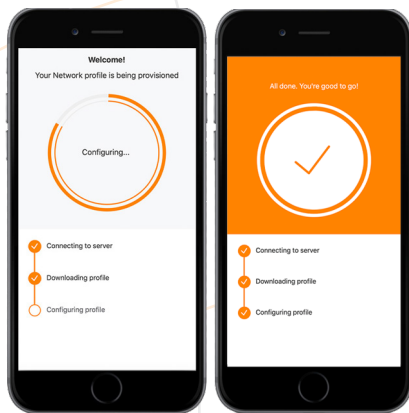 Welcome!
Your Network profile is being provisioned
Configuring...
Connecting to server
Downloading profile
Configuring profile
All done. You're good to go!
Connecting to server
Downloading profile
Configuring profile